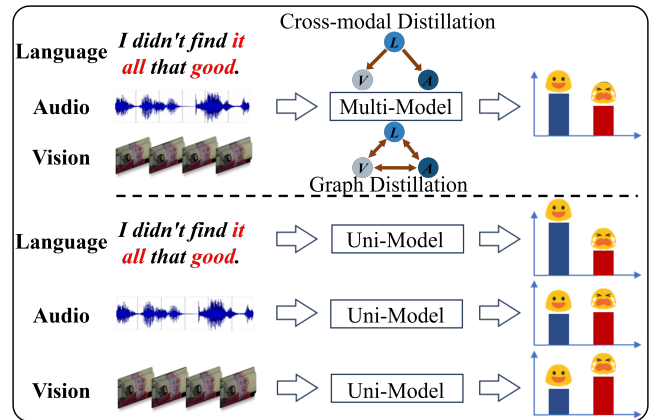 Cross-modal Distillation
Language
I didn't find it
all that good.
L
V
A
Audio
Multi-Model
Vision
L
V
A
Graph Distillation
Language
I didn't find it
all that good.
Uni-Model
Audio
Uni-Model
Vision
Uni-Model